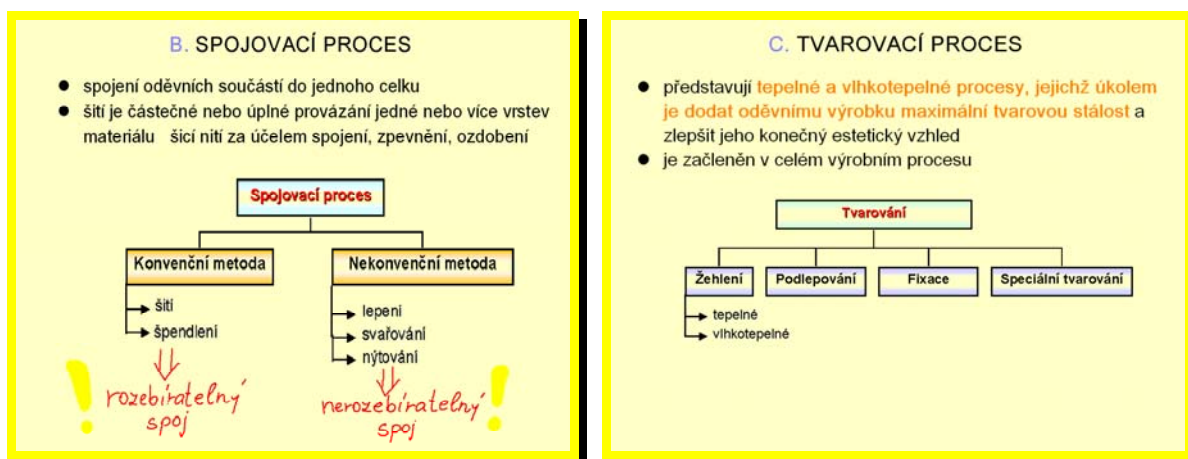 B. SPOJOVACÍ PROCES
● spojení oděvních součástí do jednoho celku
● šití je částečné nebo úplné provázání jedné nebo více vrstev
materiálu šicí nití za účelem spojení, zpevnění, ozdobení
Spojovací proces
Konvenční metoda
Nekonvenční metoda
šití
špendlení
lepení
svařování
nýtování
! rozebíratelný
spoj
nerozebíratelný !
spoj
C. TVAROVACÍ PROCES
● představují tepelné a vlhkotepelné procesy, jejichž úkolem
je dodat oděvnímu výrobku maximální tvarovou stálost a
zlepšit jeho konečný estetický vzhled
● je začleněn v celém výrobním procesu
Tvarování
Žehlení
Podlepování
Fixace
Speciální tvarování
tepelné
vlhkotepelné